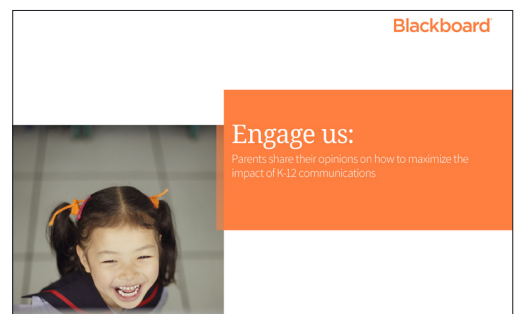 Blackboard
Engage us:
Parents share their opinions on how to maximize the
impact of K-12 communications